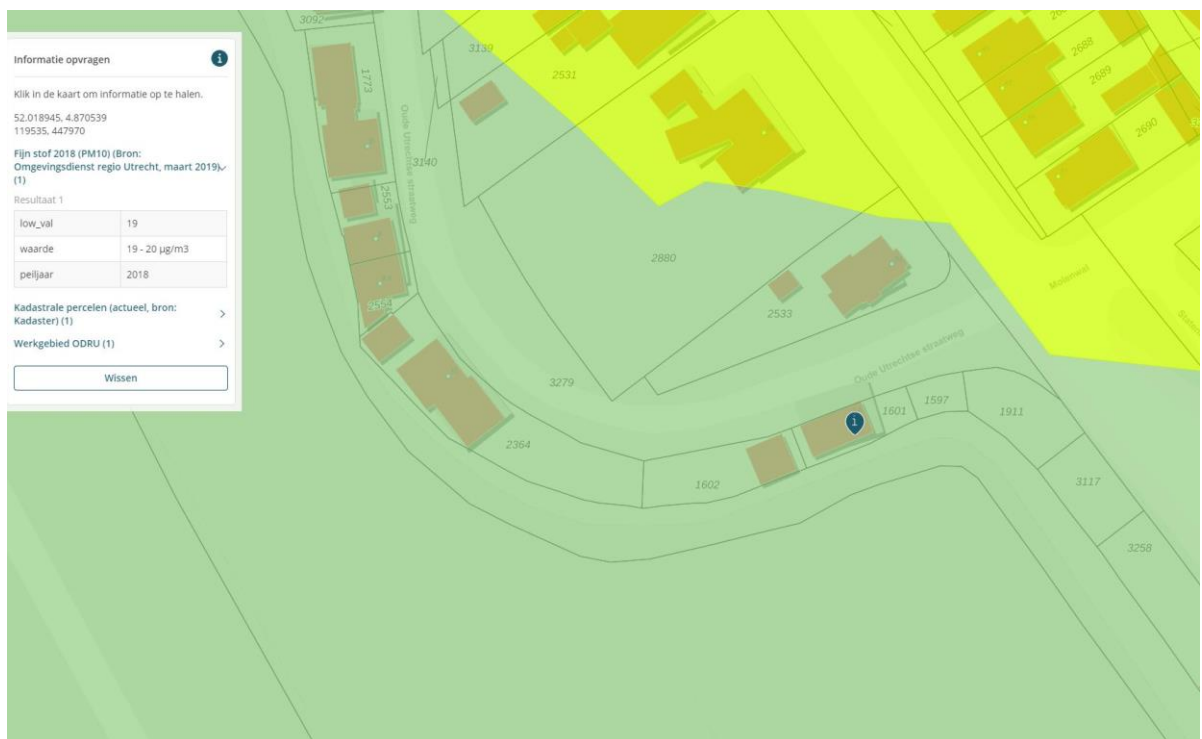 Informatie opvragen
i
Klik in de kaart om informatie op te halen.
52.018945, 4.870539
119535, 447970
Fijn stof 2018 (PM10) (Bron:
Omgevingsdienst regio Utrecht, maart 2019)
(1)
Resultaat 1
low_val 19
waarde 19 - 20 µg/m3
peiljaar 2018
Kadastrale percelen (actueel, bron:
Kadaster) (1)
Werkgebied ODRU (1)
Wissen
3092
3139
2531
2688
2689
2690
1773
Oude Utrechtse straatweg
3140
2553
2880
2533
Molenwal
3279
Oude Utrechtse straatweg
2364
1602
i
1601
1597
1911
3117
3258